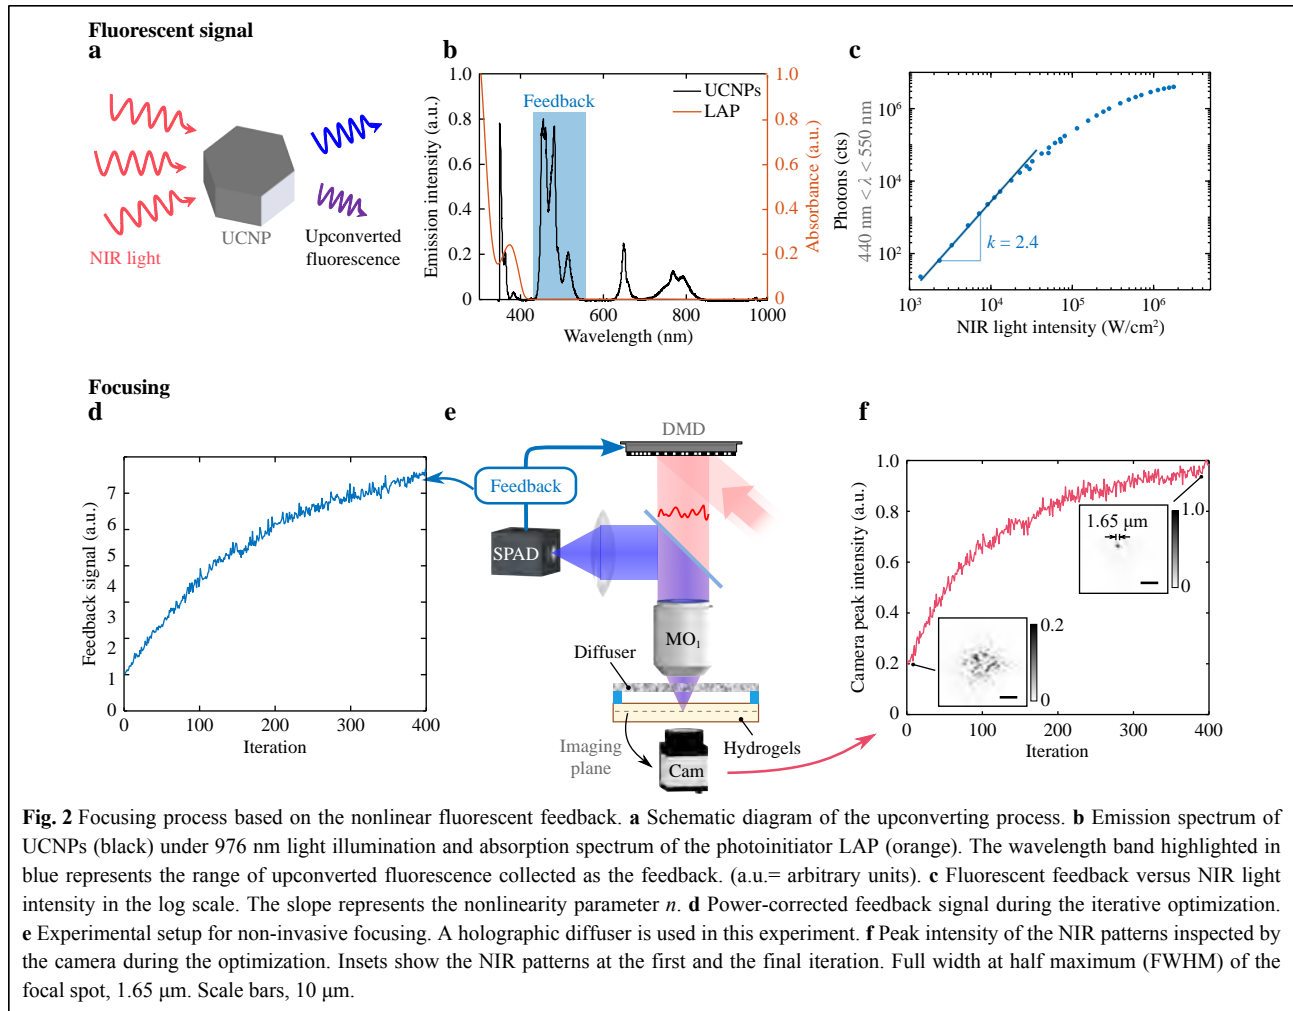 Fluorescent signal
a
NIR light
UCNP
Upconverted
fluorescence
b
Emission intensity (a.u.)
1.0
0.8
0.6
0.4
0.2
0
Feedback
UCNPs
LAP
1.0
0.8
0.6
0.4
0.2
0
Absorbance (a.u.)
400
600
800
1000
Wavelength (nm)
c
Photons (cts)
440 nm < λ < 550 nm
10⁶
10⁴
10²
k = 2.4
10³
10⁴
10⁵
10⁶
NIR light intensity (W/cm²)
Focusing
d
Feedback signal (a.u.)
7
6
5
4
3
2
1
0
0
100
200
300
400
Iteration
e
DMD
Feedback
SPAD
MO₁
Diffuser
Imaging
plane
Hydrogels
Cam
f
Camera peak intensity (a.u.)
1.0
0.8
0.6
0.4
0.2
0
1.65 μm
1.0
0
0.2
0
0
100
200
300
400
Iteration
Fig. 2 Focusing process based on the nonlinear fluorescent feedback. a Schematic diagram of the upconverting process. b Emission spectrum of
UCNPs (black) under 976 nm light illumination and absorption spectrum of the photoinitiator LAP (orange). The wavelength band highlighted in
blue represents the range of upconverted fluorescence collected as the feedback. (a.u.= arbitrary units). c Fluorescent feedback versus NIR light
intensity in the log scale. The slope represents the nonlinearity parameter n. d Power-corrected feedback signal during the iterative optimization.
e Experimental setup for non-invasive focusing. A holographic diffuser is used in this experiment. f Peak intensity of the NIR patterns inspected by
the camera during the optimization. Insets show the NIR patterns at the first and the final iteration. Full width at half maximum (FWHM) of the
focal spot, 1.65 μm. Scale bars, 10 μm.